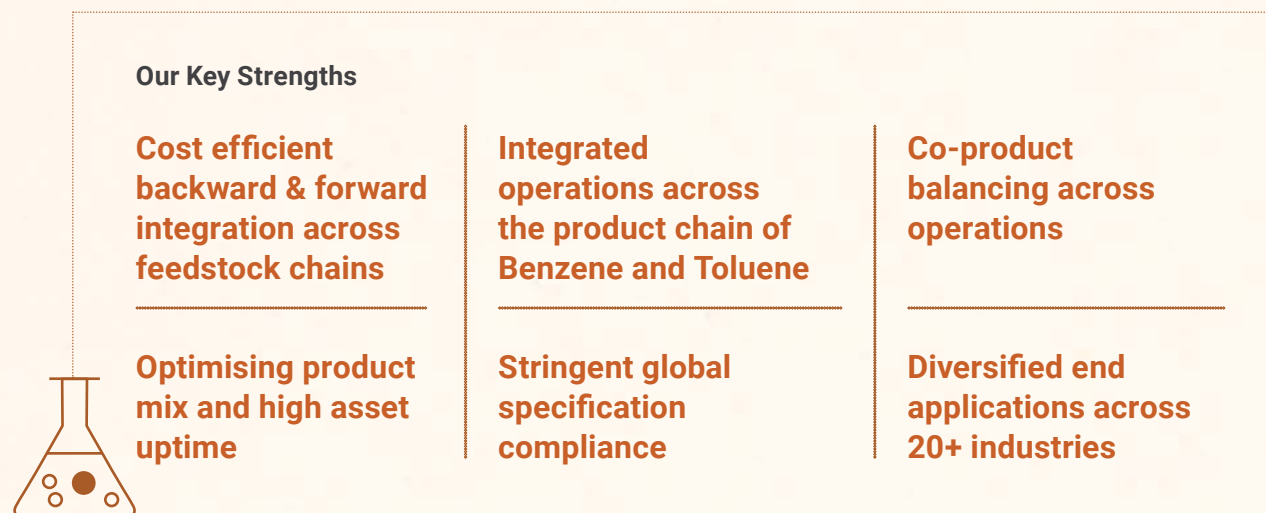 Our Key Strengths
Cost efficient
backward & forward
integration across
feedstock chains
Integrated
operations across
the product chain of
Benzene and Toluene
Co-product
balancing across
operations
Optimising product
mix and high asset
uptime
Stringent global
specification
compliance
Diversified end
applications across
20+ industries